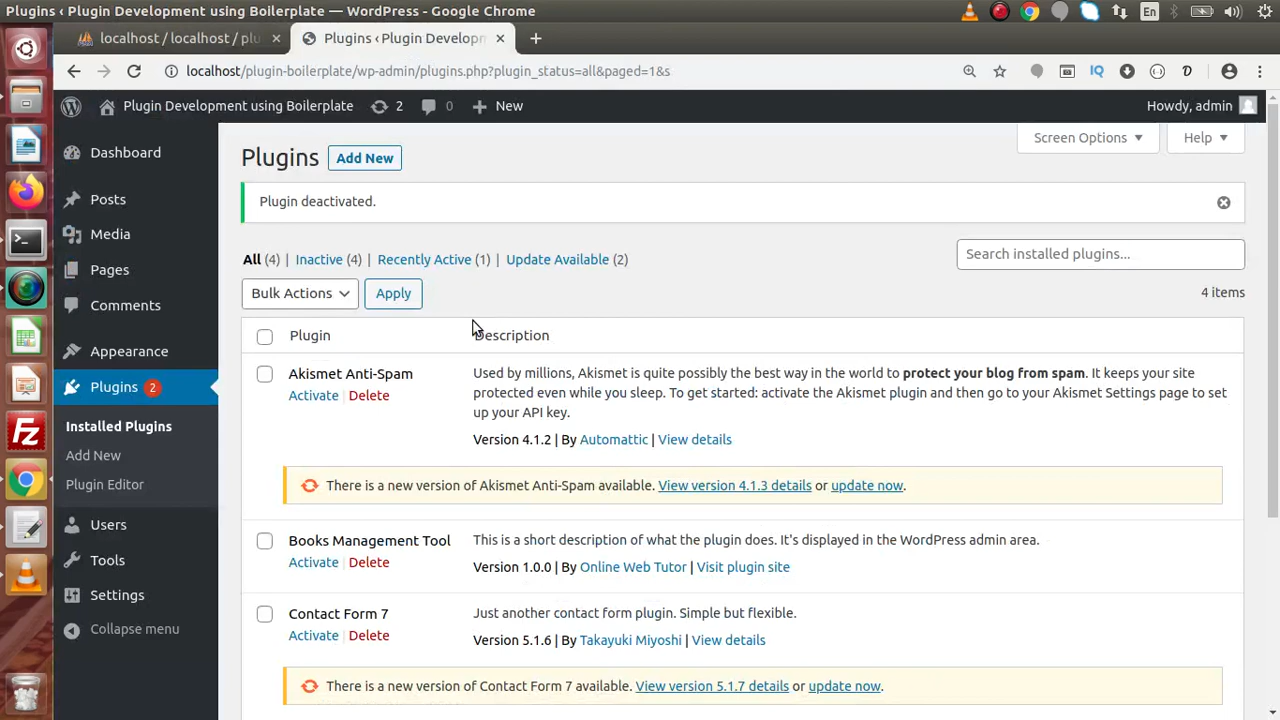 Plugins ‹ Plugin Development using Boilerplate — WordPress - Google Chrome
En
localhost / localhost / plu
Plugins ‹ Plugin Develop
localhost/plugin-boilerplate/wp-admin/plugins.php?plugin_status=all&paged=1&s
IQ
Plugin Development using Boilerplate
2
0
New
Howdy, admin
Dashboard
Posts
Media
Pages
Comments
Appearance
Plugins 2
Installed Plugins
Add New
Plugin Editor
Users
Tools
Settings
Collapse menu
Screen Options
Help
Plugins Add New
Plugin deactivated.
All (4) | Inactive (4) | Recently Active (1) | Update Available (2)
Search installed plugins...
Bulk Actions Apply
4 items
Plugin Description
Akismet Anti-Spam
Activate | Delete
Used by millions, Akismet is quite possibly the best way in the world to protect your blog from spam. It keeps your site
protected even while you sleep. To get started: activate the Akismet plugin and then go to your Akismet Settings page to set
up your API key.
Version 4.1.2 | By Automattic | View details
There is a new version of Akismet Anti-Spam available. View version 4.1.3 details or update now.
Books Management Tool
Activate | Delete
This is a short description of what the plugin does. It's displayed in the WordPress admin area.
Version 1.0.0 | By Online Web Tutor | Visit plugin site
Contact Form 7
Activate | Delete
Just another contact form plugin. Simple but flexible.
Version 5.1.6 | By Takayuki Miyoshi | View details
There is a new version of Contact Form 7 available. View version 5.1.7 details or update now.